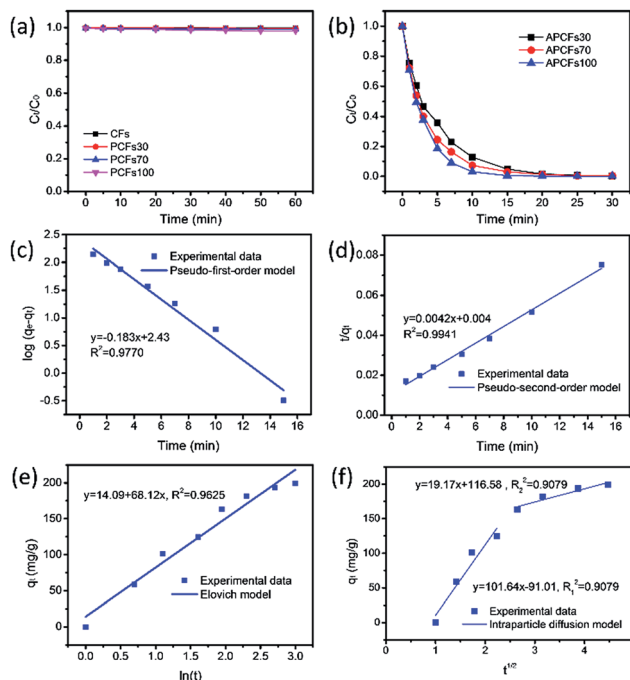 (a)
1.0
0.8
0.6
0.4
0.2
0.0
Ct/C0
CFs
PCFs30
PCFs70
PCFs100
0 10 20 30 40 50 60
Time (min)
(b)
1.0
0.8
0.6
0.4
0.2
0.0
Ct/C0
APCFs30
APCFs70
APCFs100
0 5 10 15 20 25 30
Time (min)
(c)
2.5
2.0
1.5
1.0
0.5
0.0
-0.5
log (qe-qt)
Experimental data
Pseudo-first-order model
y=-0.183x+2.43
R²=0.9770
0 2 4 6 8 10 12 14 16
Time (min)
(d)
0.08
0.06
0.04
0.02
0.00
t/qt
y=0.0042x+0.004
R²=0.9941
Experimental data
Pseudo-second-order model
0 2 4 6 8 10 12 14 16
Time (min)
(e)
200
150
100
50
0
qt (mg/g)
y=14.09+68.12x, R²=0.9625
Experimental data
Elovich model
0.0 0.5 1.0 1.5 2.0 2.5 3.0
ln(t)
(f)
200
150
100
50
0
qt (mg/g)
y=19.17x+116.58 , R₂²=0.9079
y=101.64x-91.01, R₁²=0.9079
Experimental data
Intraparticle diffusion model
0 1 2 3 4
t^1/2